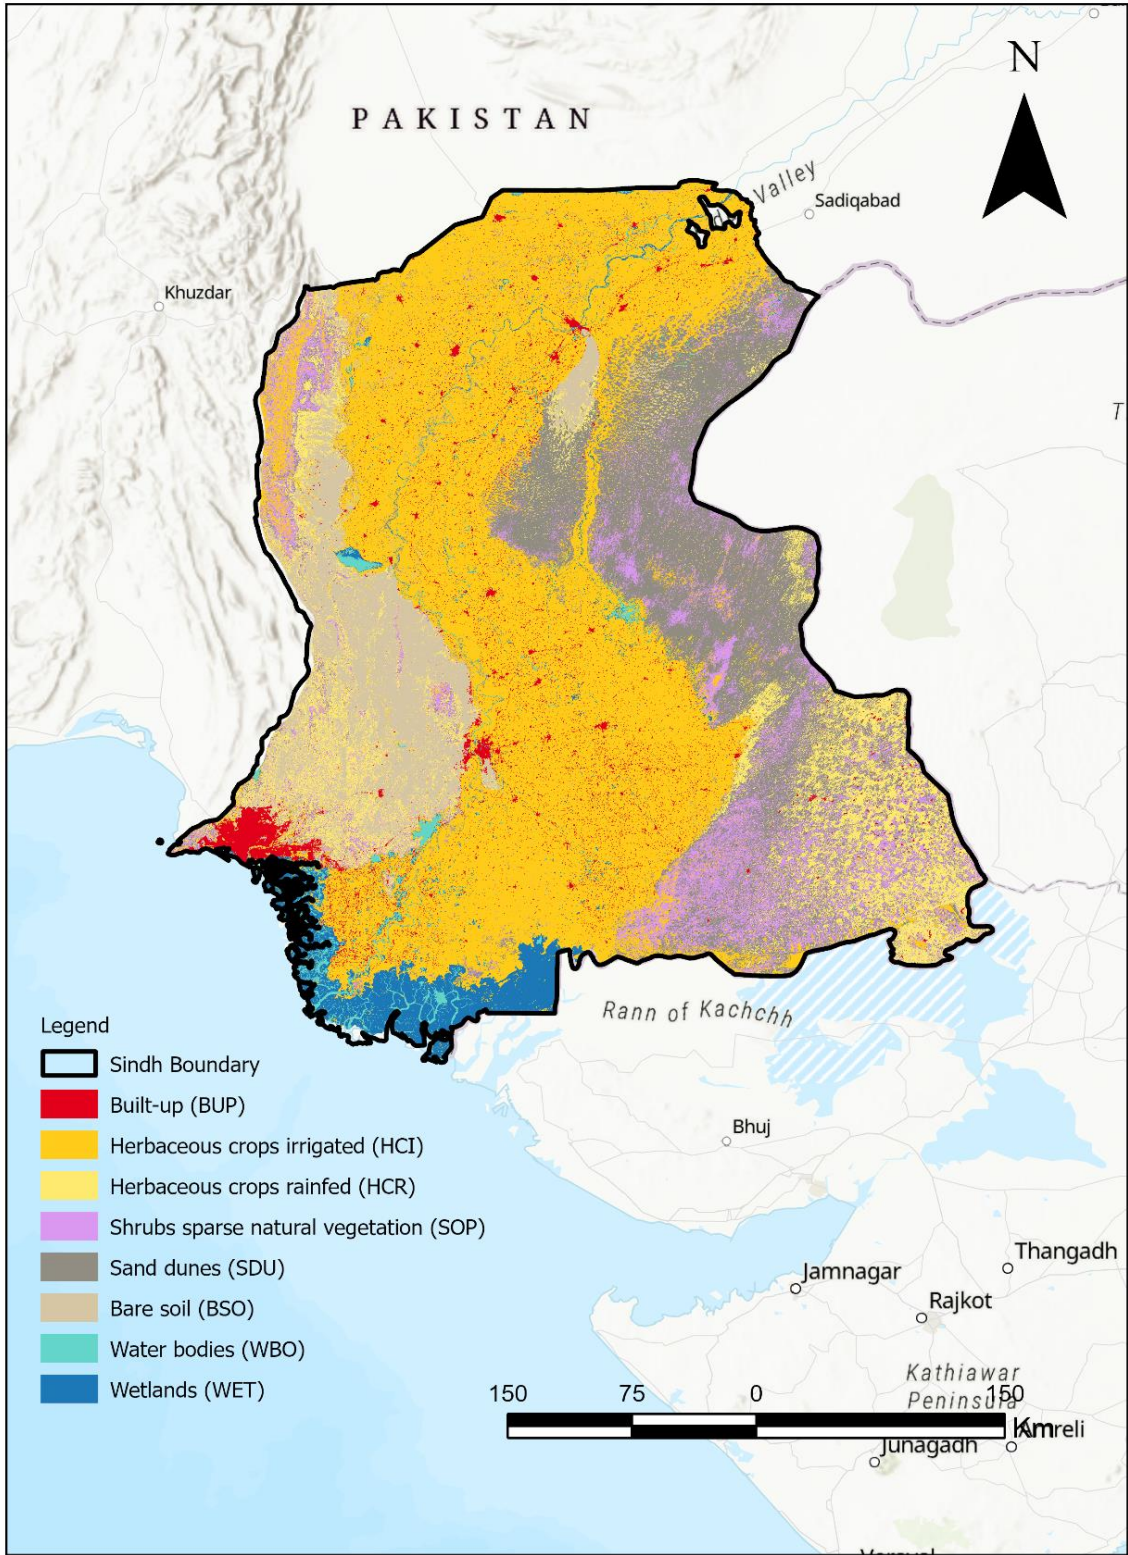 N
PAKISTAN
Valley
Sadiqabad
Khuzdar
T
Rann of Kachchh
Legend
Sindh Boundary
Built-up (BUP)
Herbaceous crops irrigated (HCI)
Herbaceous crops rainfed (HCR)
Shrubs sparse natural vegetation (SOP)
Sand dunes (SDU)
Bare soil (BSO)
Water bodies (WBO)
Wetlands (WET)
Bhuj
Thangadh
Jamnagar
Rajkot
Kathiawar
Peninsula
150 75 0 150
Km
Junagadh